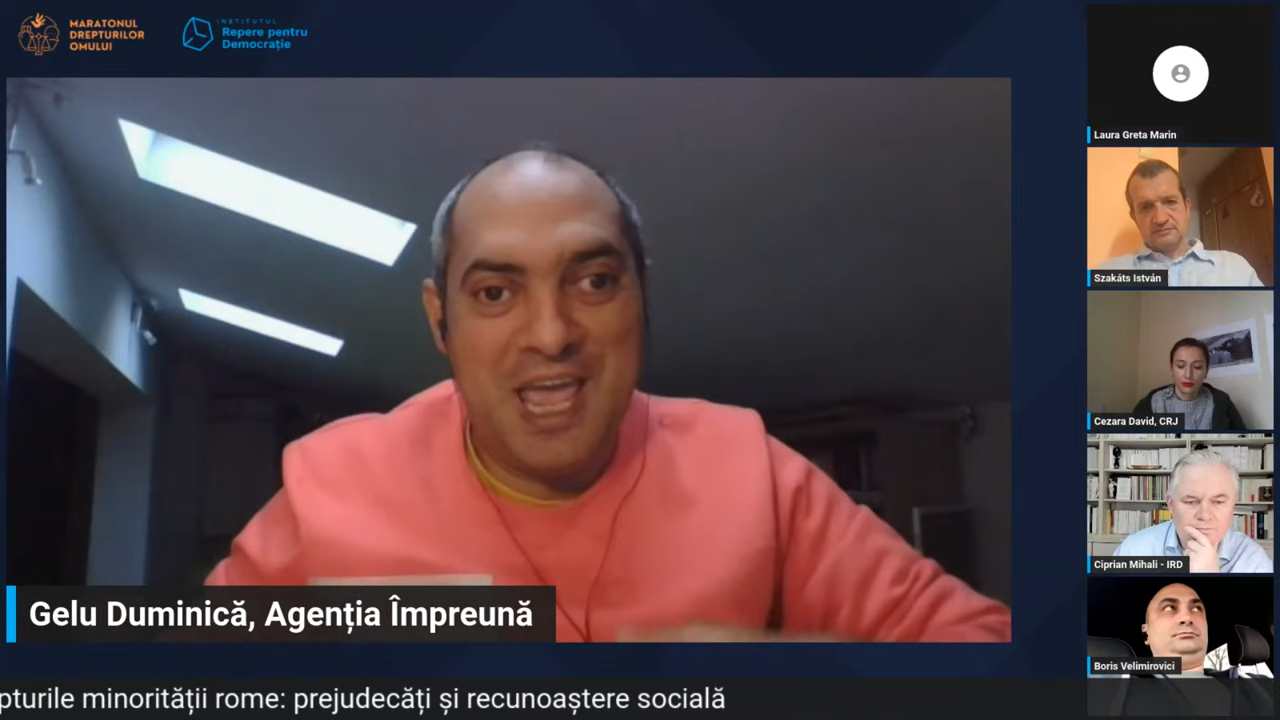 MARATONUL
DREPTURILOR
OMULUI
INSTITUTUL
Repere pentru
Democrație
Laura Greta Marin
Szakáts István
Cezara David, CRJ
Ciprian Mihali - IRD
Boris Velimirovici
Gelu Duminică, Agenția Împreună
pturile minorității rome: prejudecăți și recunoaștere socială